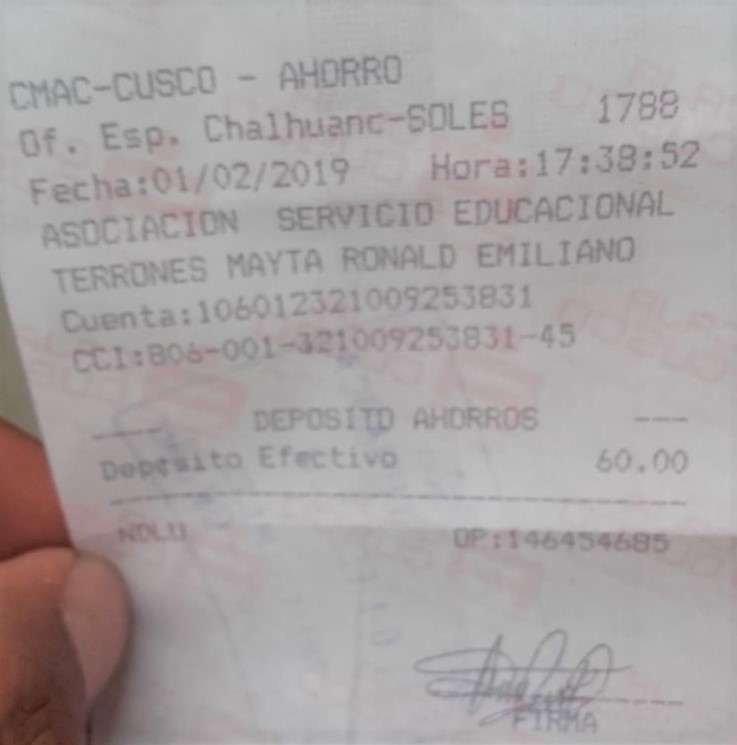 CMAC-CUSCO - AHORRO
Of. Esp. Chalhuanc-SOLES 1788
Fecha:01/02/2019 Hora:17:38:52
ASOCIACION SERVICIO EDUCACIONAL
TERRONES MAYTA RONALD EMILIANO
Cuenta:106012321009253831
CCI:806-001-321009253831-45
____ DEPOSITO AHORROS ---
Deposito Efectivo 60.00
NDLU OP:146454685
FIRMA